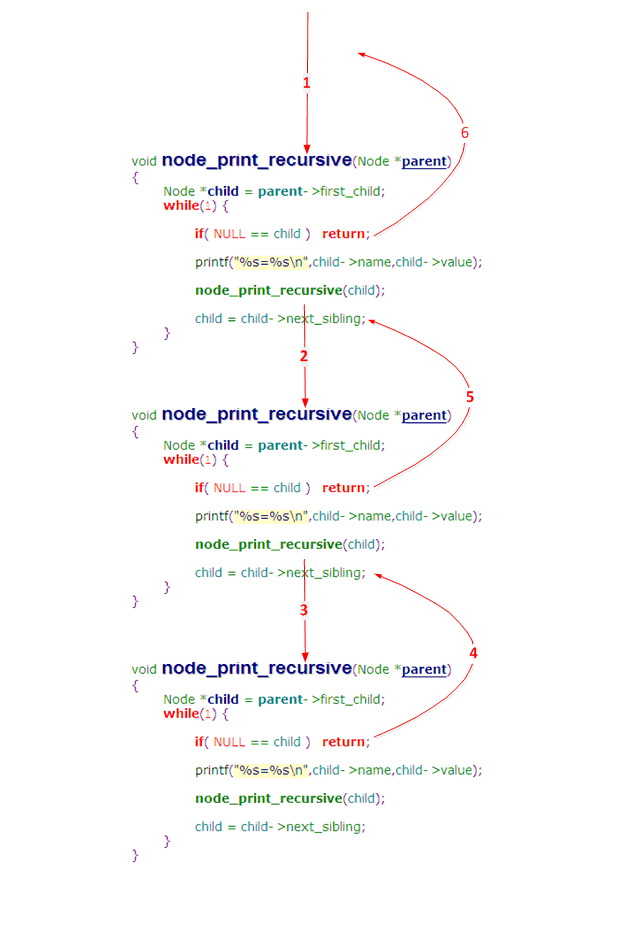 1
6
void node_print_recursive(Node *parent)
{
Node *child = parent->first_child;
while(1) {
if( NULL == child ) return;
printf("%s=%s\n",child->name,child->value);
node_print_recursive(child);
child = child->next_sibling;
}
}
2
5
void node_print_recursive(Node *parent)
{
Node *child = parent->first_child;
while(1) {
if( NULL == child ) return;
printf("%s=%s\n",child->name,child->value);
node_print_recursive(child);
child = child->next_sibling;
}
}
3
4
void node_print_recursive(Node *parent)
{
Node *child = parent->first_child;
while(1) {
if( NULL == child ) return;
printf("%s=%s\n",child->name,child->value);
node_print_recursive(child);
child = child->next_sibling;
}
}